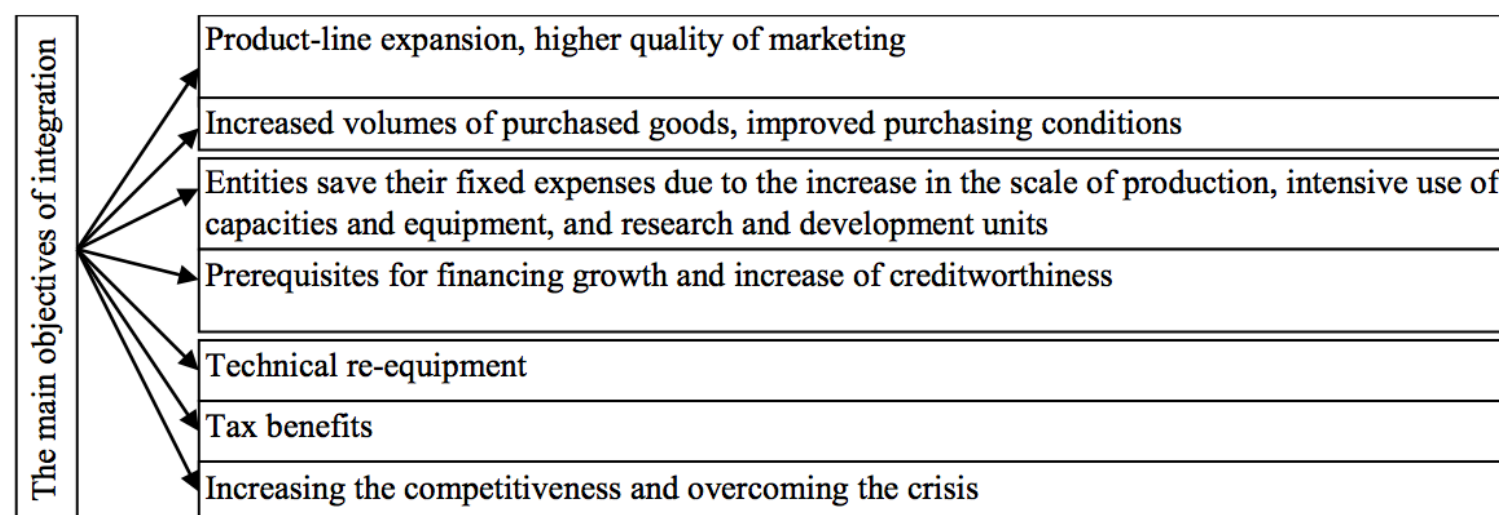 The main objectives of integration
Product-line expansion, higher quality of marketing
Increased volumes of purchased goods, improved purchasing conditions
Entities save their fixed expenses due to the increase in the scale of production, intensive use of
capacities and equipment, and research and development units
Prerequisites for financing growth and increase of creditworthiness
Technical re-equipment
Tax benefits
Increasing the competitiveness and overcoming the crisis